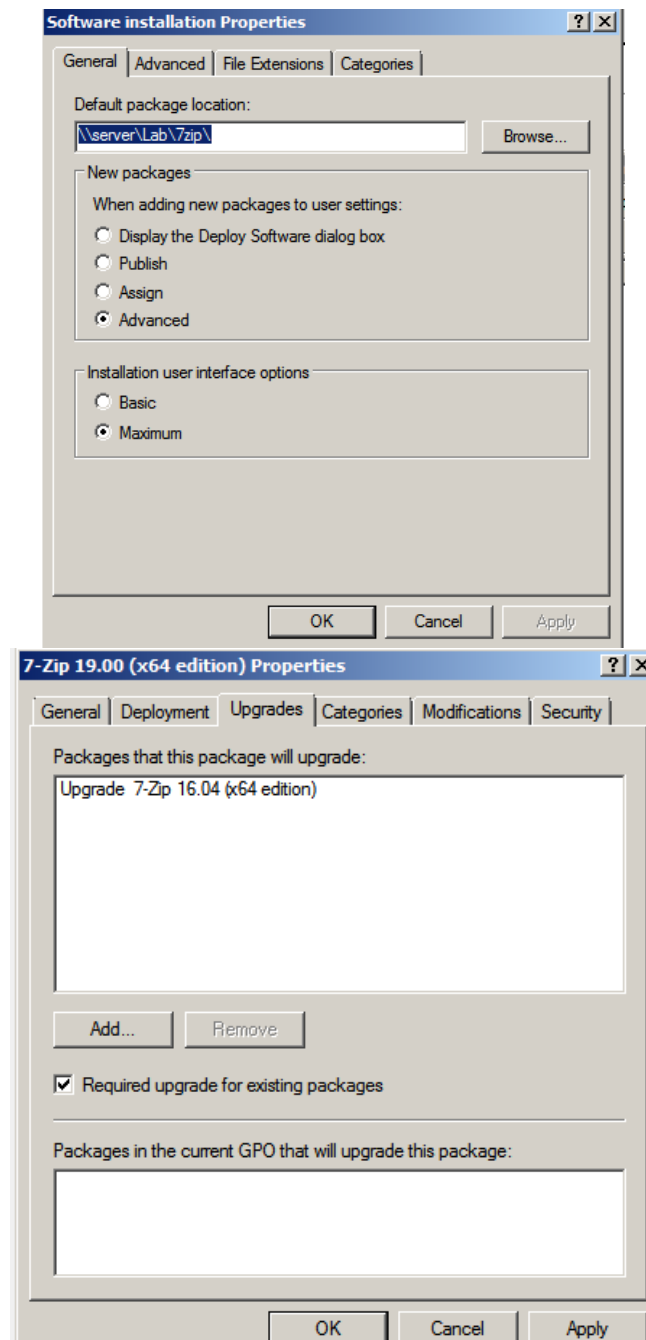 Software installation Properties
General Advanced File Extensions Categories
Default package location:
\\server\Lab\7zip\ Browse...
New packages
When adding new packages to user settings:
Display the Deploy Software dialog box
Publish
Assign
Advanced
Installation user interface options
Basic
Maximum
OK Cancel Apply
7-Zip 19.00 (x64 edition) Properties
General Deployment Upgrades Categories Modifications Security
Packages that this package will upgrade:
Upgrade 7-Zip 16.04 (x64 edition)
Add... Remove
Required upgrade for existing packages
Packages in the current GPO that will upgrade this package:
OK Cancel Apply